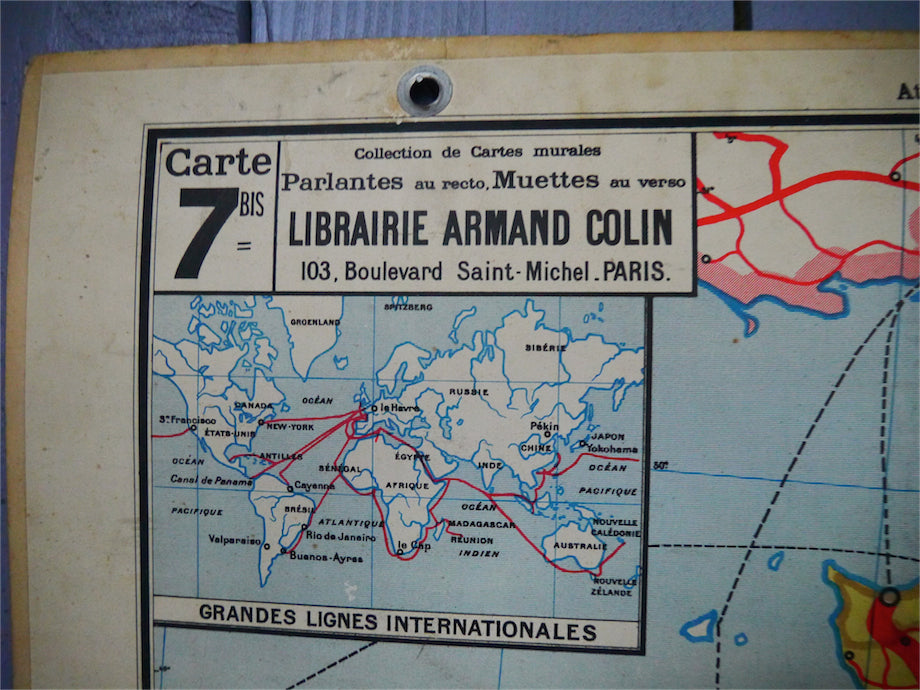 Carte
7 BIS
=
Collection de Cartes murales
Parlantes au recto, Muettes au verso
LIBRAIRIE ARMAND COLIN
103, Boulevard Saint-Michel_PARIS.
SPITZBERG
GROENLAND
SIBÉRIE
RUSSIE
CANADA
OCÉAN
le Havre
St Francisco
NEW-YORK
ÉTATS-UNIS
Pékin
JAPON
Yokohama
CHINE
OCÉAN
ANTILLES
SÉNÉGAL
ÉGYPTE
INDE
OCÉAN
Canal de Panama
Cayenne
AFRIQUE
PACIFIQUE
PACIFIQUE
BRÉSIL
ATLANTIQUE
OCÉAN
MADAGASCAR
NOUVELLE
CALÉDONIE
Rio de Janeiro
RÉUNION
Valparaiso
le Cap
INDIEN
AUSTRALIE
Buenos-Ayres
NOUVELLE
ZÉLANDE
GRANDES LIGNES INTERNATIONALES
50°